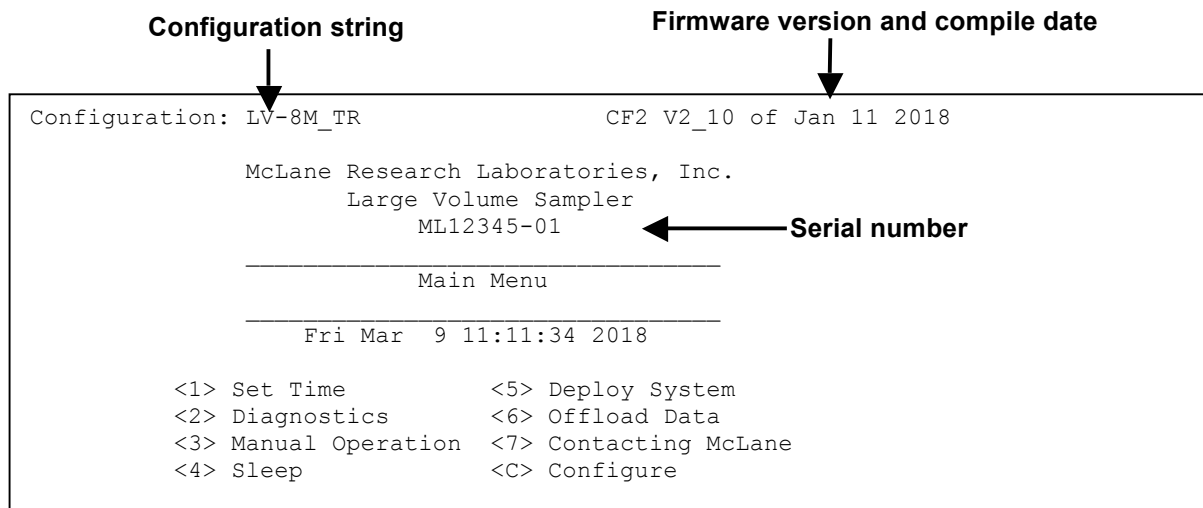 Configuration string
Firmware version and compile date
Configuration: LV-8M_TR CF2 V2_10 of Jan 11 2018
McLane Research Laboratories, Inc.
Large Volume Sampler
ML12345-01
Serial number
Main Menu
Fri Mar 9 11:11:34 2018
<1> Set Time <5> Deploy System
<2> Diagnostics <6> Offload Data
<3> Manual Operation <7> Contacting McLane
<4> Sleep <C> Configure